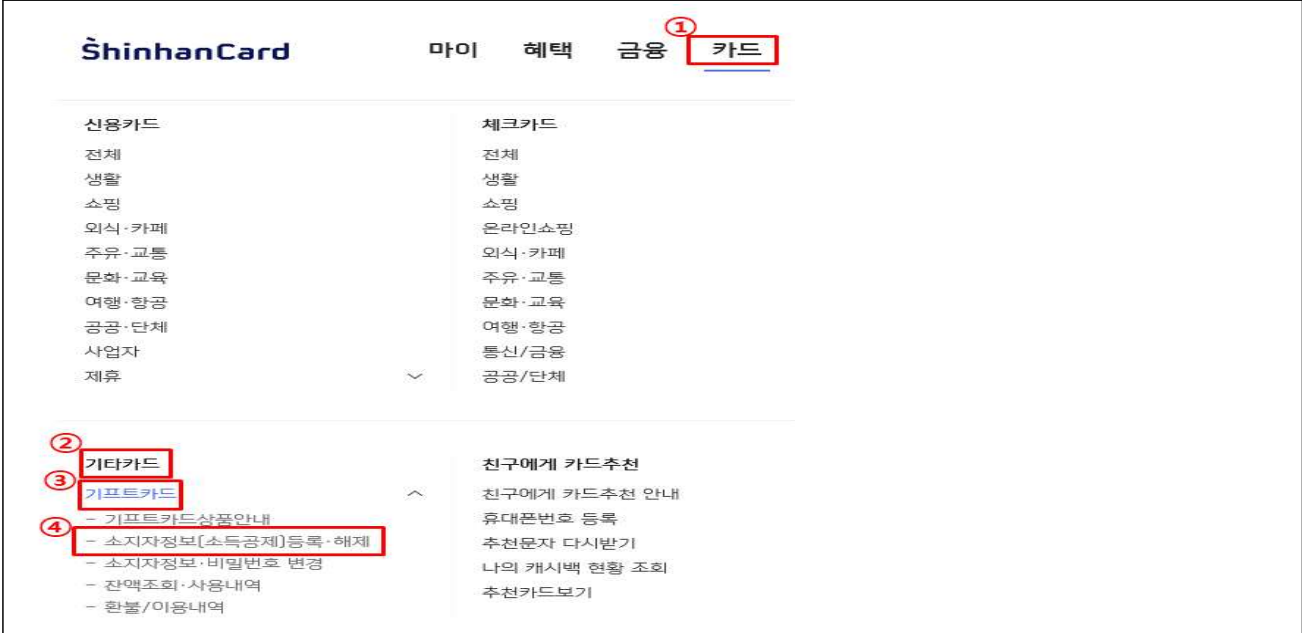 ①
ShinhanCard 마이 혜택 금융 카드
신용카드
전체
생활
쇼핑
외식·카페
주유·교통
문화·교육
여행·항공
공공·단체
사업자
제휴
체크카드
전체
생활
쇼핑
온라인쇼핑
외식·카페
주유·교통
문화·교육
여행·항공
통신/금융
공공/단체
②
기타카드
③
기프트카드
- 기프트카드상품안내
④
- 소지자정보(소득공제)등록·해제
- 소지자정보·비밀번호 변경
- 잔액조회·사용내역
- 환불/이용내역
친구에게 카드추천
친구에게 카드추천 안내
휴대폰번호 등록
추천문자 다시받기
나의 캐시백 현황 조회
추천카드보기